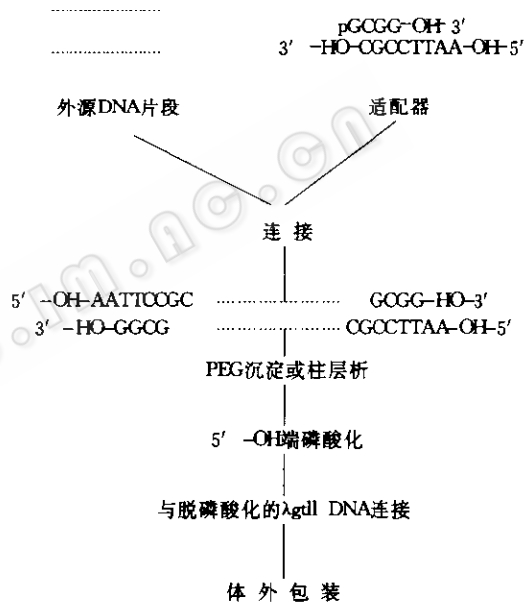 pGCGG-OH 3′
3′ -HO-CGCCTTAA-OH-5′
外源DNA片段
适配器
连 接
5′ -OH-AATTCCGC GCGG-HO-3′
3′ -HO-GGCG CGCCTTAA-OH-5′
PEG沉淀或柱层析
5′ -OH端磷酸化
与脱磷酸化的λgtll DNA连接
体 外 包 装
.im.ac.cn